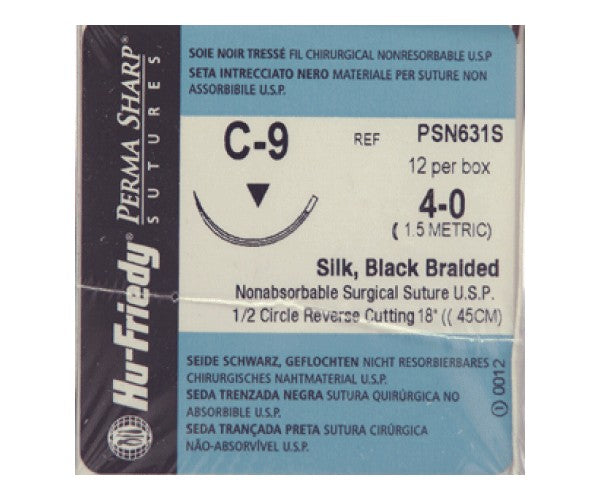 SOIE NOIR TRESSÉ FIL CHIRURGICAL NONRESORBABLE U.S.P
SETA INTRECCIATO NERO MATERIALE PER SUTURE NON
ASSORBIBILE U.S.P.
Hu-Friedy® PERMA SHARP®
SUTURES
C-9
REF PSN631S
12 per box
4-0
( 1.5 METRIC)
Silk, Black Braided
Nonabsorbable Surgical Suture U.S.P.
1/2 Circle Reverse Cutting 18" (( 45CM)
SEIDE SCHWARZ, GEFLOCHTEN NICHT RESORBIERBARES
CHIRURGISCHES NAHTMATERIAL U.S.P.
SEDA TRENZADA NEGRA SUTURA QUIRÚRGICA NO
ABSORBIBLE U.S.P.
SEDA TRANÇADA PRETA SUTURA CIRÚRGICA
NÃO-ABSORVÍVEL U.S.P.
0012